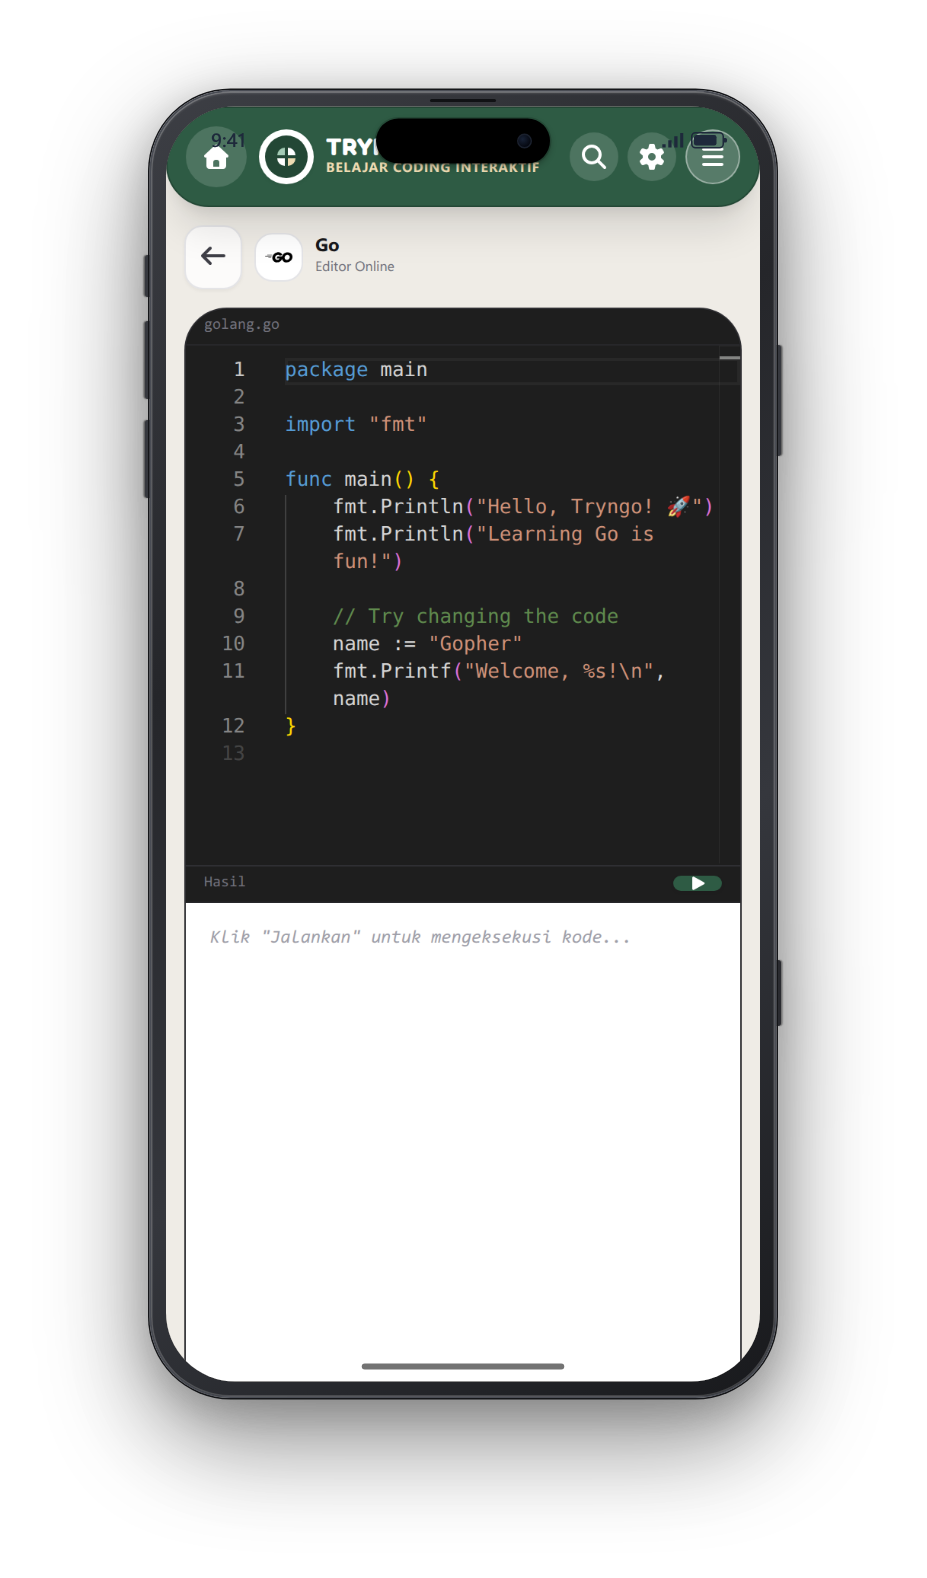 9:41
BELAJAR CODING INTERAKTIF
GO
Go
Editor Online
golang.go
1 package main
2
3 import "fmt"
4
5 func main() {
6 fmt.Println("Hello, Tryngo! 🚀")
7 fmt.Println("Learning Go is
fun!")
8
9 // Try changing the code
10 name := "Gopher"
11 fmt.Printf("Welcome, %s!\n",
name)
12 }
13
Hasil
Klik "Jalankan" untuk mengeksekusi kode...